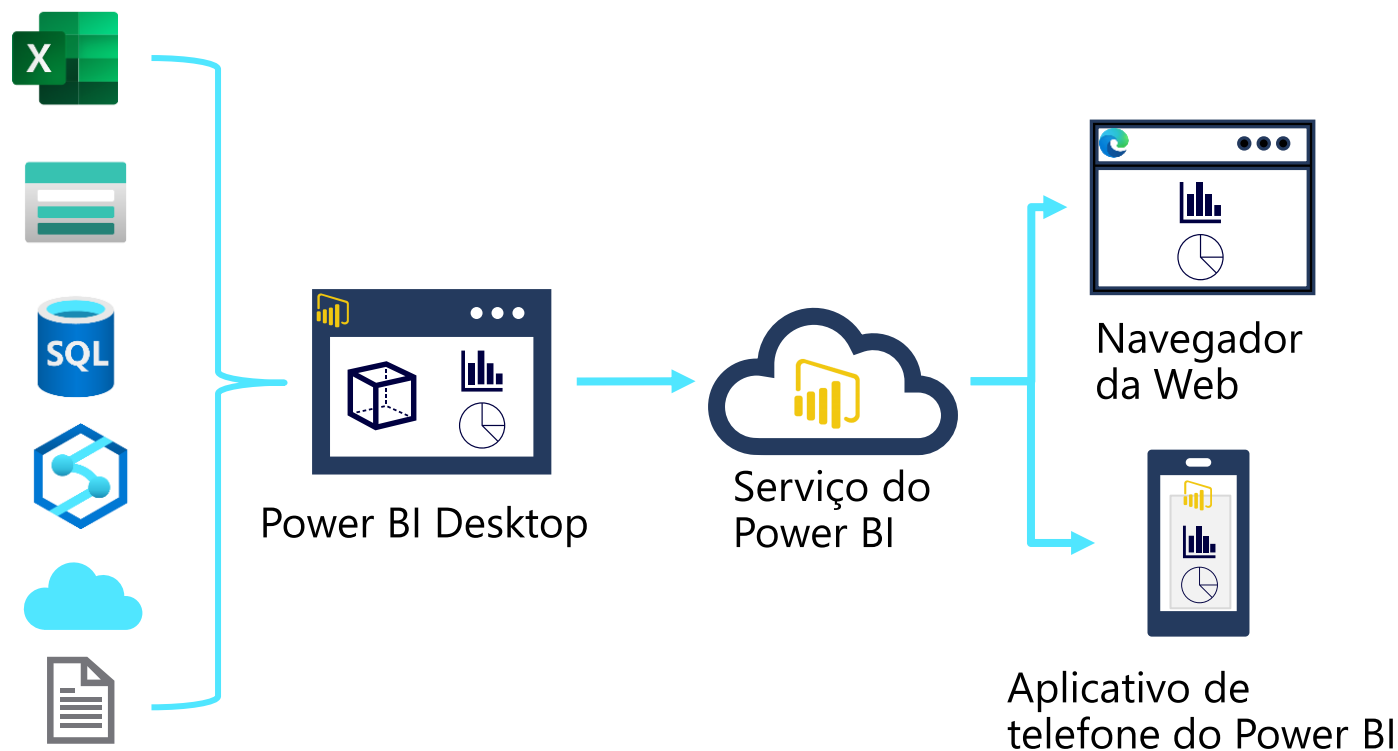 X
SQL
Power BI Desktop
Serviço do
Power BI
Navegador
da Web
Aplicativo de
telefone do Power BI